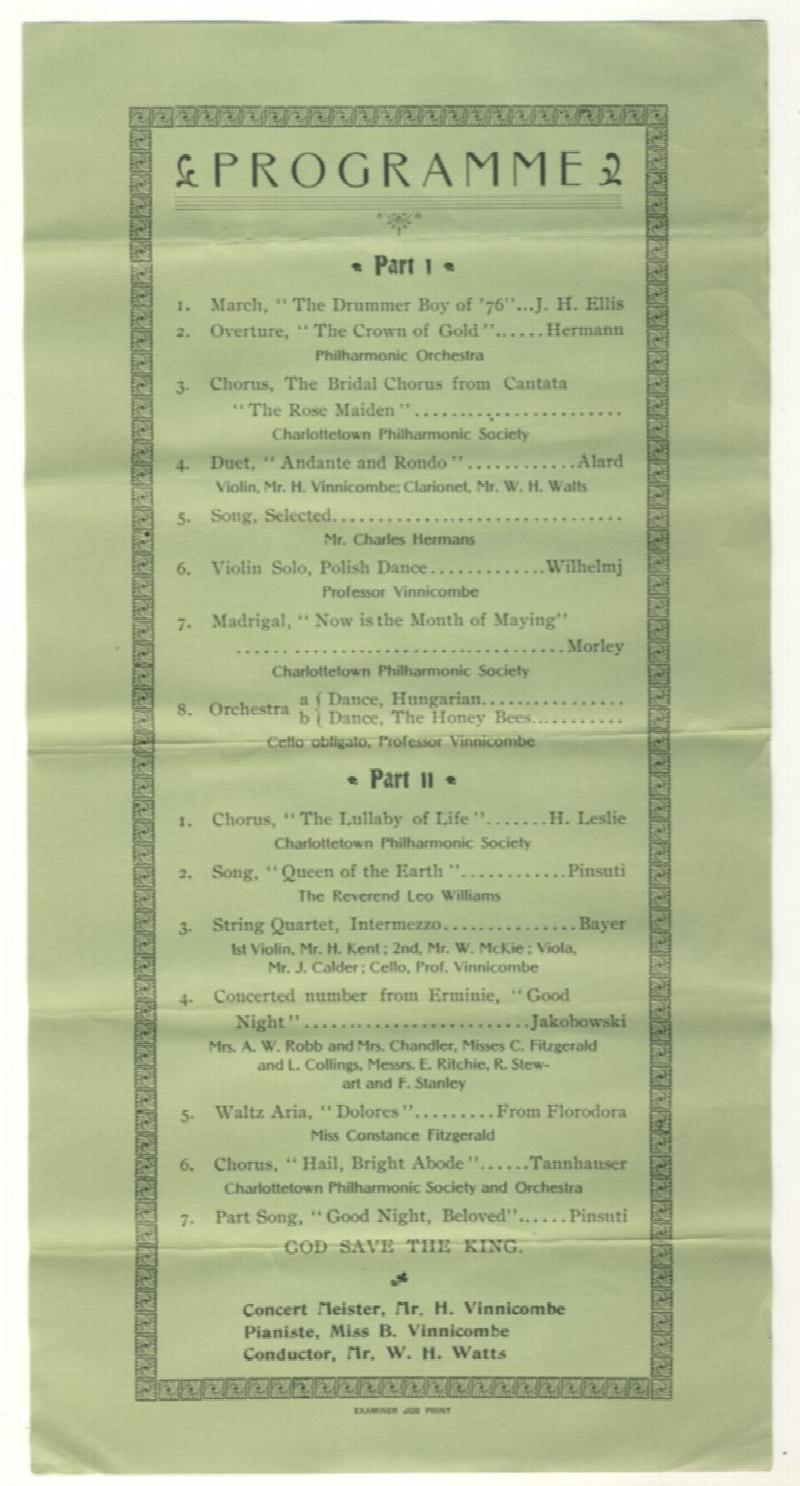 PROGRAMME
Part I
1. March, "The Drummer Boy of '76"...J. H. Ellis
2. Overture, "The Crown of Gold"......Hermann
Philharmonic Orchestra
3. Chorus, The Bridal Chorus from Cantata
"The Rose Maiden"........................
Charlottetown Philharmonic Society
4. Duet, "Andante and Rondo"............Alard
Violin, Mr. H. Vinnicombe; Clarionet, Mr. W. H. Watts
5. Song, Selected................................
Mr. Charles Hermans
6. Violin Solo, Polish Dance.............Wilhelmj
Professor Vinnicombe
7. Madrigal, "Now is the Month of Maying"
......................................Morley
Charlottetown Philharmonic Society
8. Orchestra a { Dance, Hungarian................
b { Dance, The Honey Bees..........
Cello obligato, Professor Vinnicombe
Part II
1. Chorus, "The Lullaby of Life".......H. Leslie
Charlottetown Philharmonic Society
2. Song, "Queen of the Earth"............Pinsuti
The Reverend Leo Williams
3. String Quartet, Intermezzo...............Bayer
1st Violin, Mr. H. Kent; 2nd, Mr. W. McKie; Viola,
Mr. J. Calder; Cello, Prof. Vinnicombe
4. Concerted number from Erminie, "Good
Night".........................Jakobowski
Mrs. A. W. Robb and Mrs. Chandler, Misses C. Fitzgerald
and L. Collings, Messrs. E. Ritchie, R. Stew-
art and F. Stanley
5. Waltz Aria, "Dolores".........From Florodora
Miss Constance Fitzgerald
6. Chorus, "Hail, Bright Abode"......Tannhauser
Charlottetown Philharmonic Society and Orchestra
7. Part Song, "Good Night, Beloved"......Pinsuti
GOD SAVE THE KING.
Concert Meister, Mr. H. Vinnicombe
Pianiste, Miss B. Vinnicombe
Conductor, Mr. W. H. Watts
EXAMINER JOB PRINT